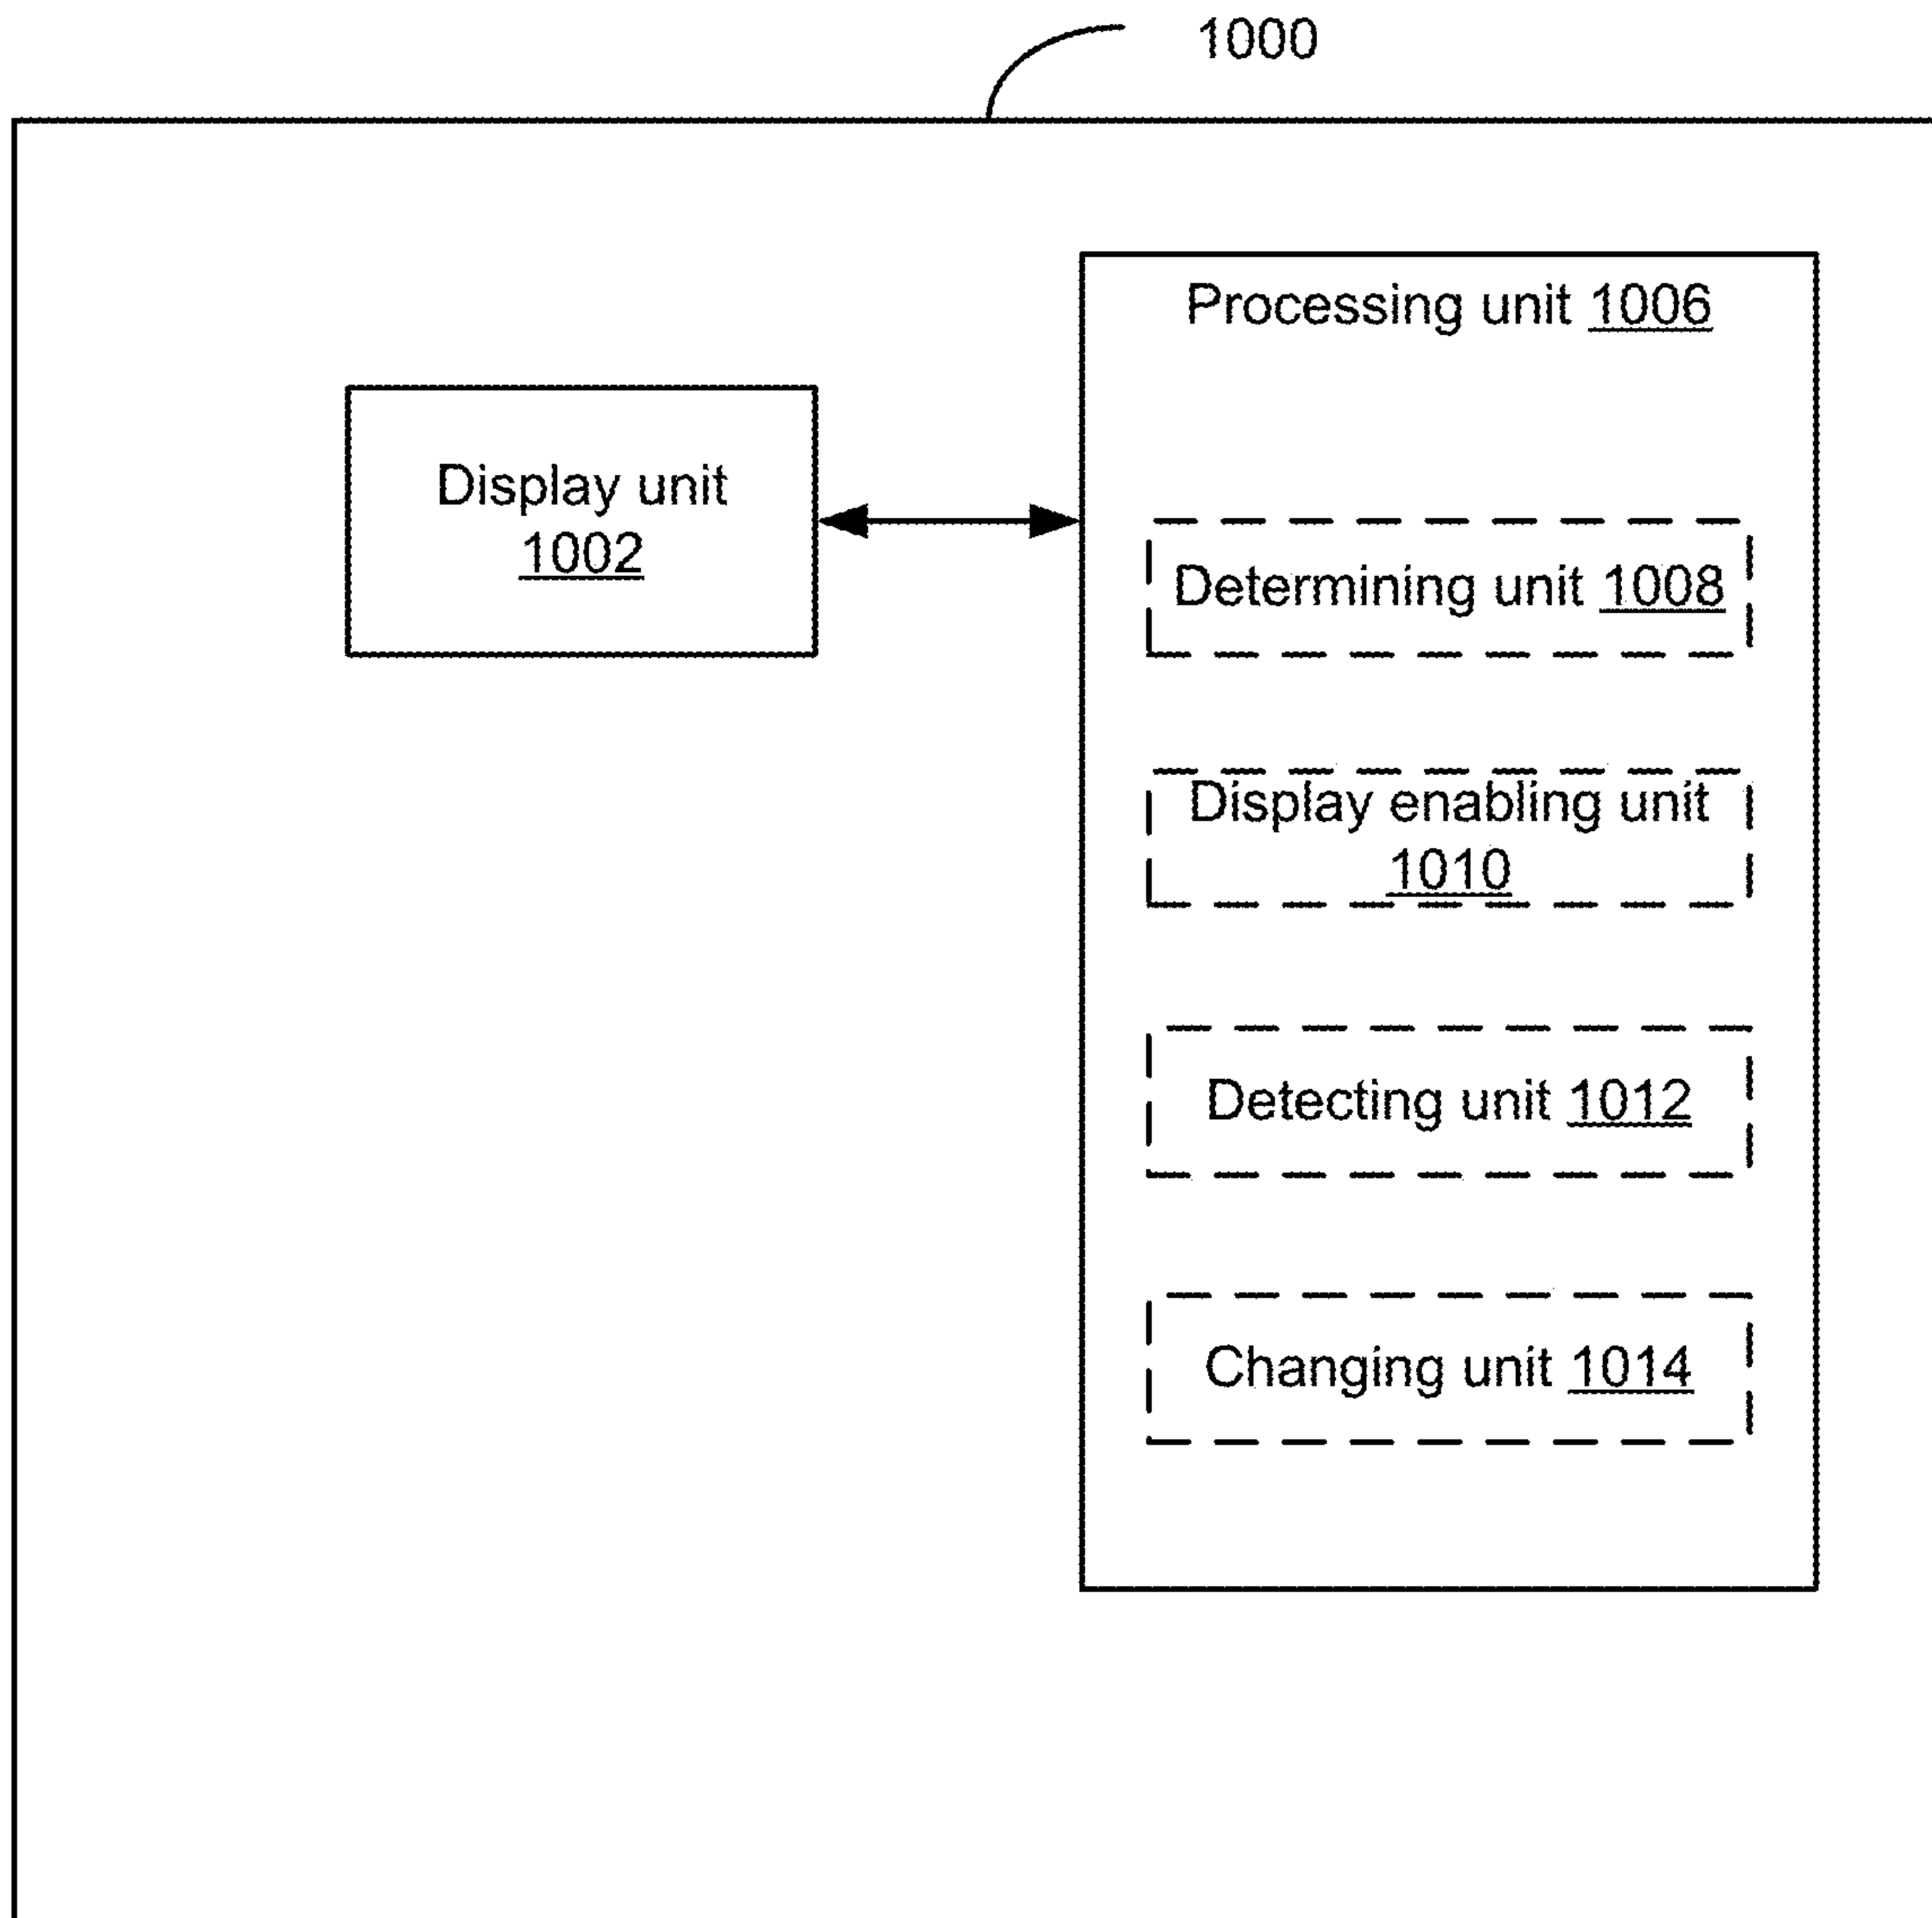 1000
Processing unit 1006
Display unit
1002
Determining unit 1008
Display enabling unit
1010
Detecting unit 1012
Changing unit 1014